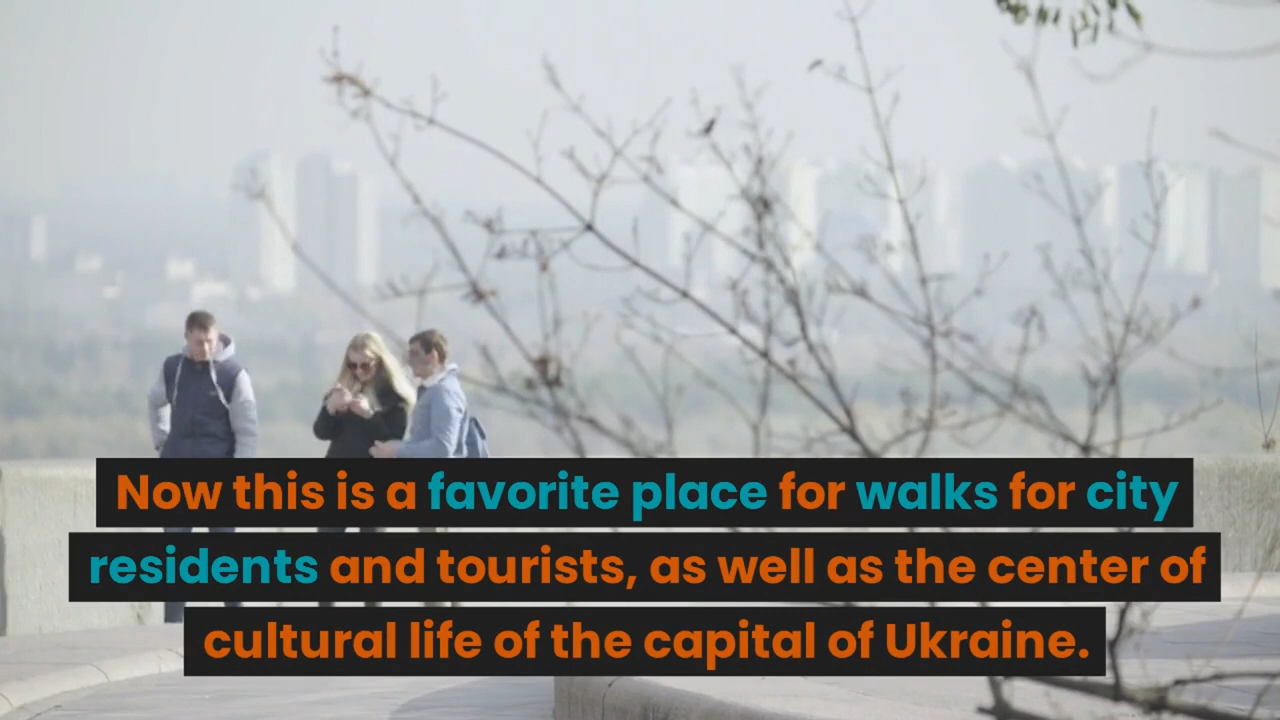 Now this is a favorite place for walks for city
residents and tourists, as well as the center of
cultural life of the capital of Ukraine.